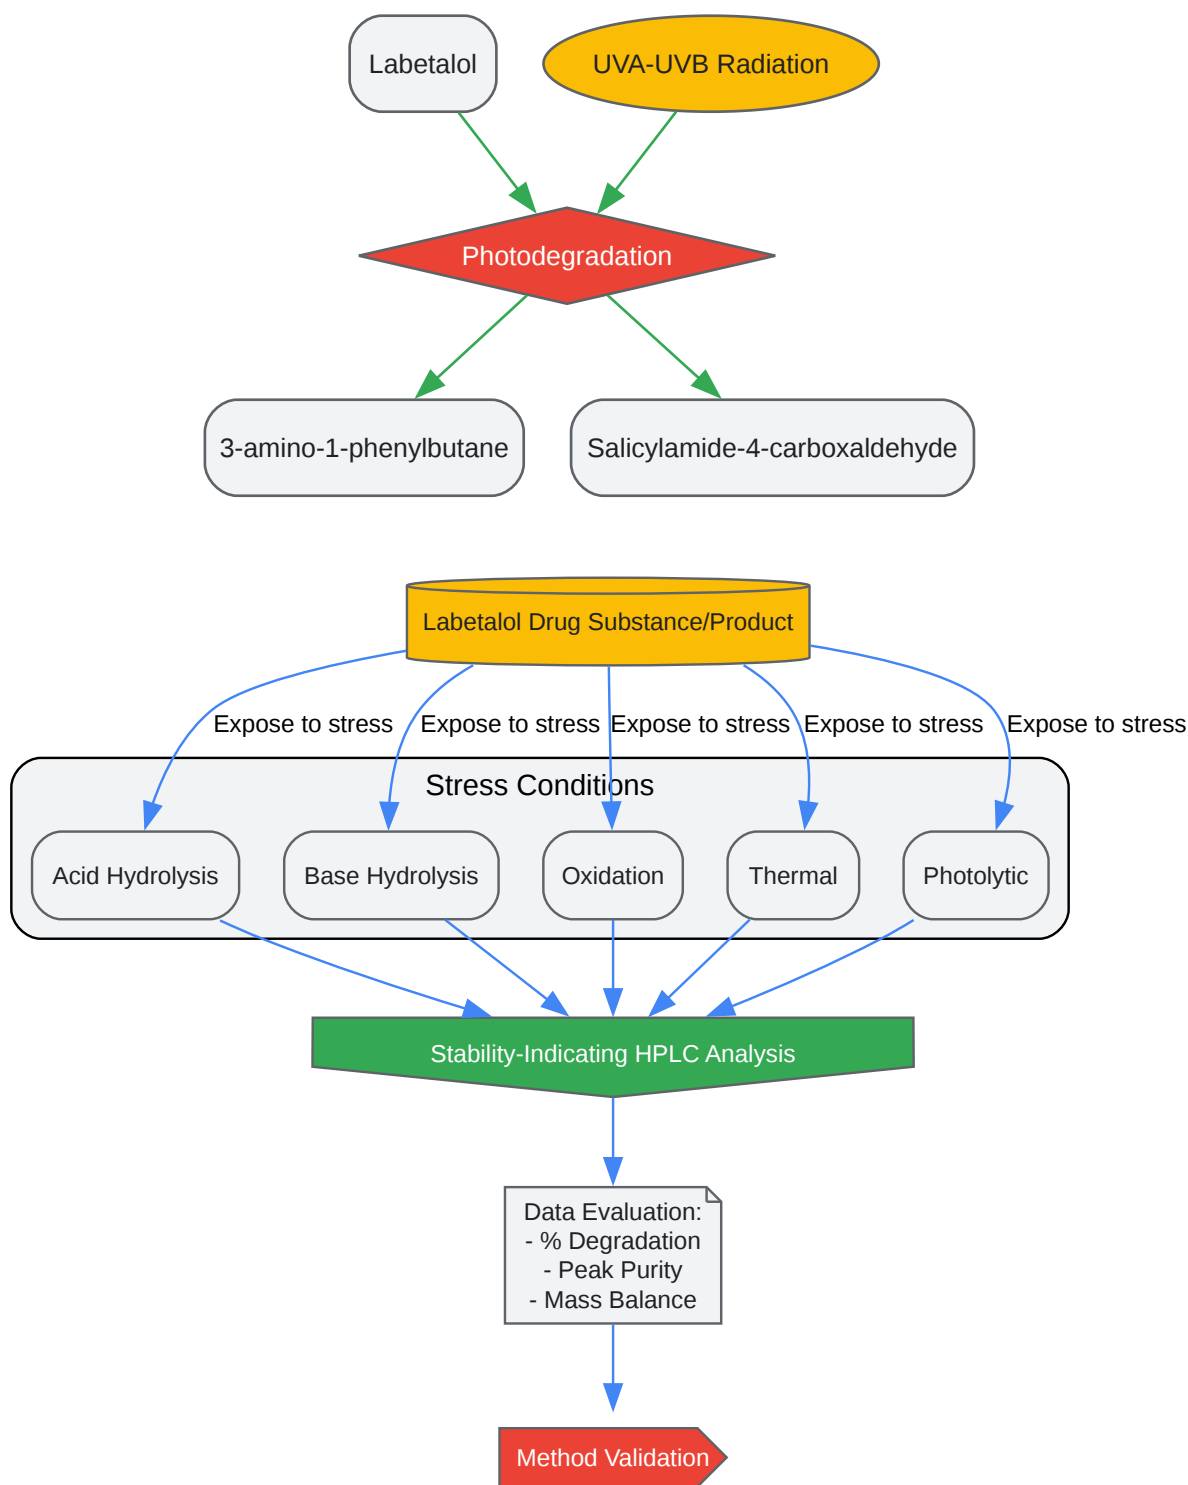 Labetalol
UVA-UVB Radiation
Photodegradation
3-amino-1-phenylbutane
Salicylamide-4-carboxaldehyde
Labetalol Drug Substance/Product
Expose to stress
Expose to stress
Expose to stress
Expose to stress
Expose to stress
Stress Conditions
Acid Hydrolysis
Base Hydrolysis
Oxidation
Thermal
Photolytic
Stability-Indicating HPLC Analysis
Data Evaluation:
- % Degradation
- Peak Purity
- Mass Balance
Method Validation